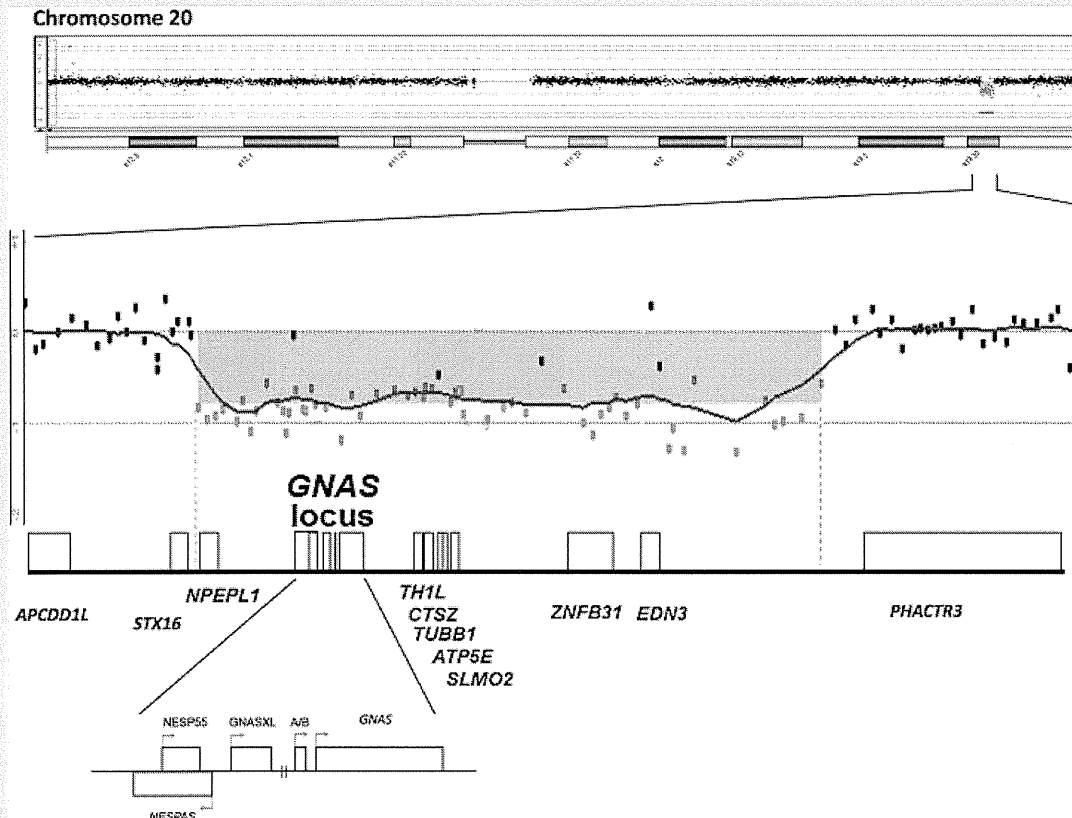 Chromosome 20
GNAS
locus
APCDD1L
STX16
NPEPL1
TH1L
CTSZ
TUBB1
ATP5E
SLMO2
ZNFB31
EDN3
PHACTR3
NESP55
GNASXL
A/B
GNAS
NESPAS